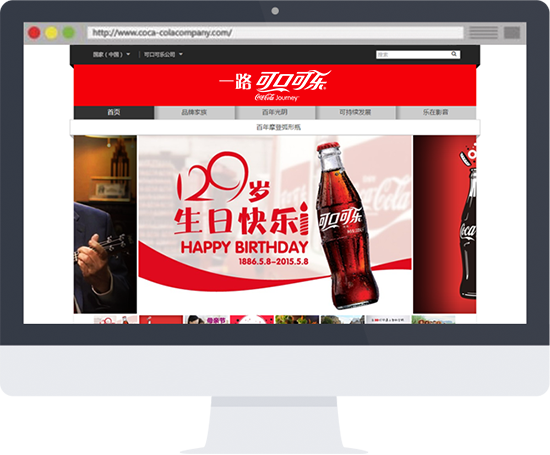 http://www.coca-colacompany.com/
国家（中国） 可口可乐公司 搜索
一路 可口可乐
Coca-Cola Journey
首页 品牌家族 百年光阴 可持续发展 乐在影音
百年摩登弧形瓶
129岁
生日快乐
HAPPY BIRTHDAY
1886.5.8-2015.5.8
可口可乐
母亲节